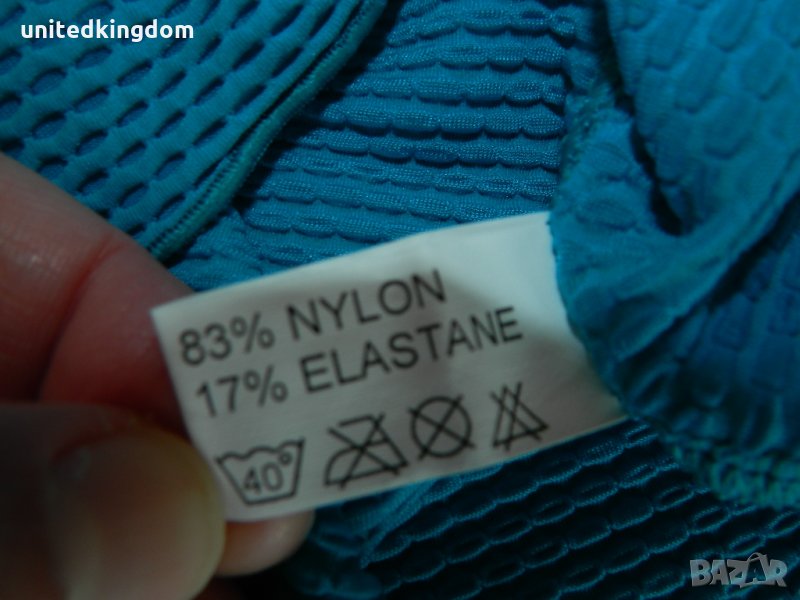 unitedkingdom
83% NYLON
17% ELASTANE
40°
BAZAR